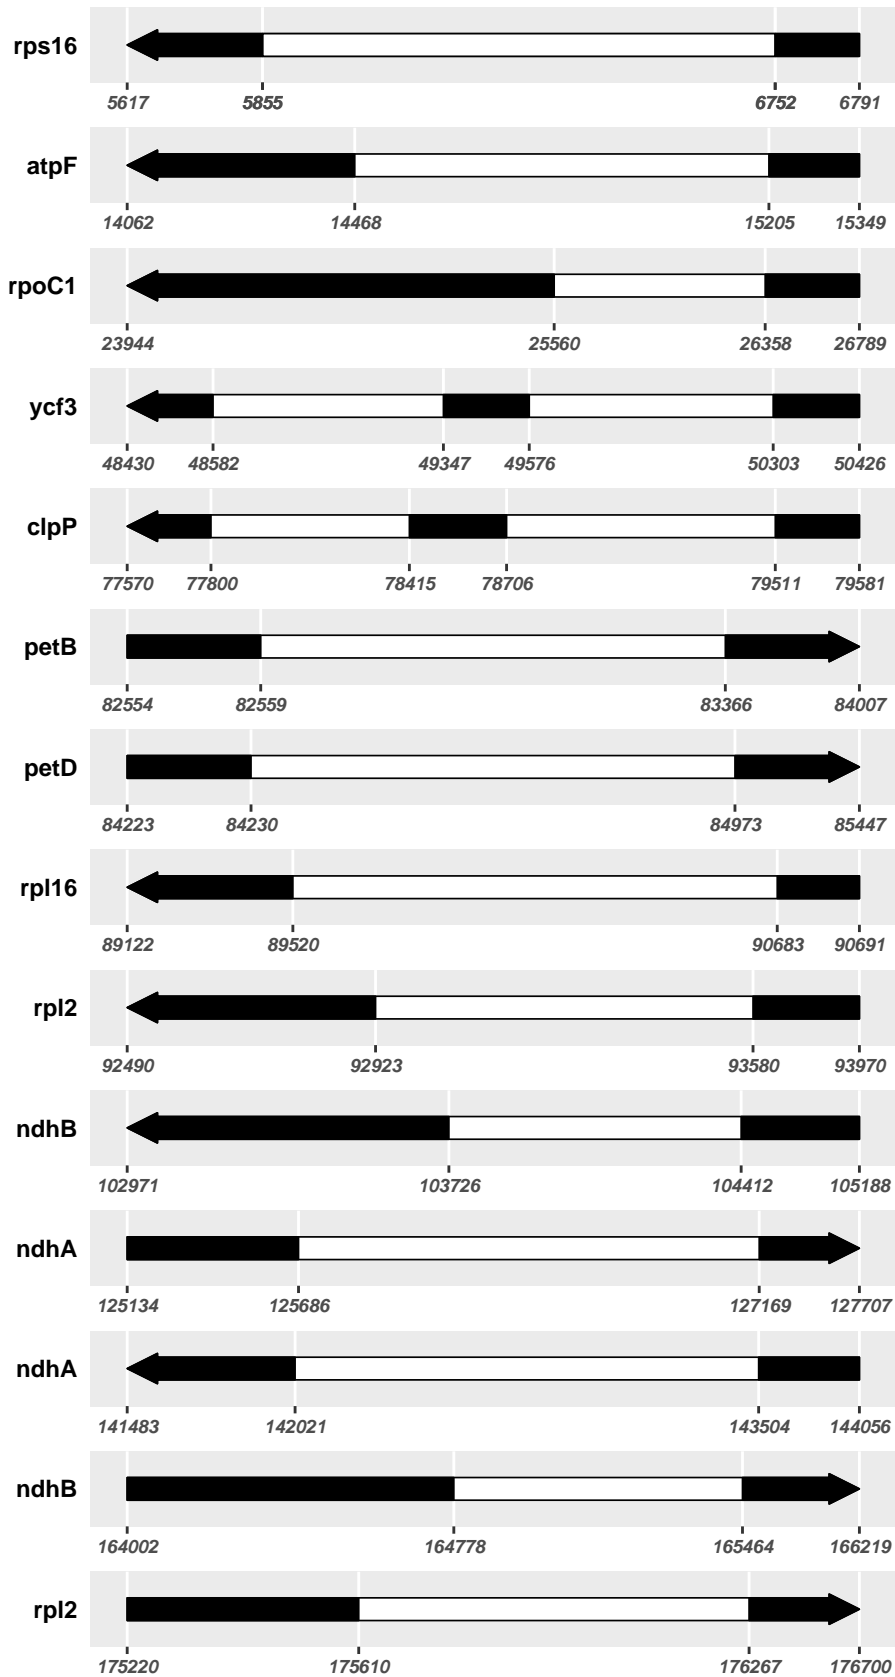 rps16
5617 5855 6752 6791
atpF
14062 14468 15205 15349
rpoC1
23944 25560 26358 26789
ycf3
48430 48582 49347 49576 50303 50426
clpP
77570 77800 78415 78706 79511 79581
petB
82554 82559 83366 84007
petD
84223 84230 84973 85447
rpl16
89122 89520 90683 90691
rpl2
92490 92923 93580 93970
ndhB
102971 103726 104412 105188
ndhA
125134 125686 127169 127707
ndhA
141483 142021 143504 144056
ndhB
164002 164778 165464 166219
rpl2
175220 175610 176267 176700